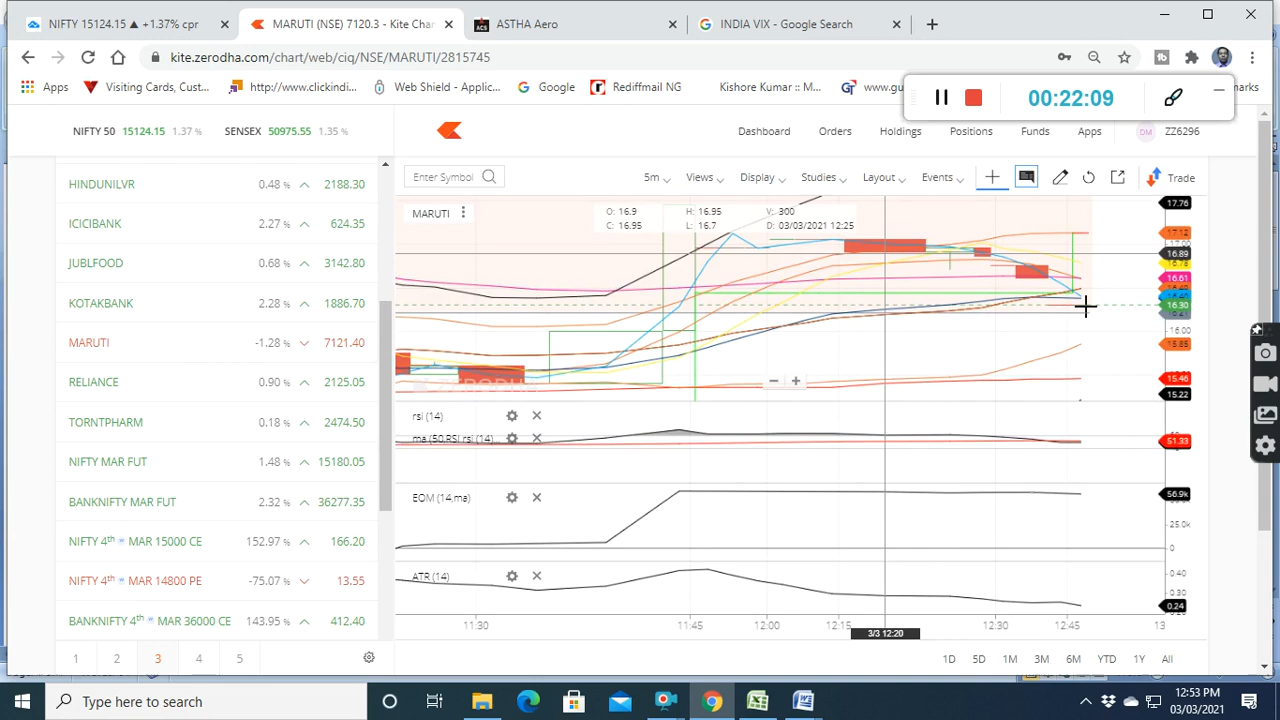 NIFTY 15124.15 ▲ +1.37% cpr
MARUTI (NSE) 7120.3 - Kite Char
ASTHA Aero
INDIA VIX - Google Search
kite.zerodha.com/chart/web/ciq/NSE/MARUTI/2815745
Apps
Visiting Cards, Cust...
http://www.clickindi...
Web Shield - Applic...
Google
Rediffmail NG
Kishore Kumar :: M...
www.gu
marks
00:22:09
NIFTY 50 15124.15 1.37%
SENSEX 50975.55 1.35%
Dashboard
Orders
Holdings
Positions
Funds
Apps
DM
ZZ6296
HINDUNILVR 0.48 % 2188.30
ICICIBANK 2.27 % 624.35
JUBLFOOD 0.68 % 3142.80
KOTAKBANK 2.28 % 1886.70
MARUTI -1.28 % 7121.40
RELIANCE 0.90 % 2125.05
TORNTPHARM 0.18 % 2474.50
NIFTY MAR FUT 1.48 % 15180.05
BANKNIFTY MAR FUT 2.32 % 36277.35
NIFTY 4th w MAR 15000 CE 152.97 % 166.20
NIFTY 4th w MAR 14800 PE -75.07 % 13.55
BANKNIFTY 4th w MAR 36000 CE 143.95 % 412.40
1 2 3 4 5
Enter Symbol
5m
Views
Display
Studies
Layout
Events
Trade
MARUTI
O: 16.9 H: 16.95 V: 300
C: 16.95 L: 16.7 D: 03/03/2021 12:25
17.76
17.12
16.89
16.78
16.61
16.30
16.00
15.85
15.46
15.22
ZERODHA
rsi (14)
ma (50,RSI rsi (14)...
51.33
EOM (14,ma)
56.9k
25.0k
0
ATR (14)
0.40
0.30
0.24
11:30 11:45 12:00 12:15 12:30 12:45 13
3/3 12:20
1D 5D 1M 3M 6M YTD 1Y All
Type here to search
12:53 PM
03/03/2021